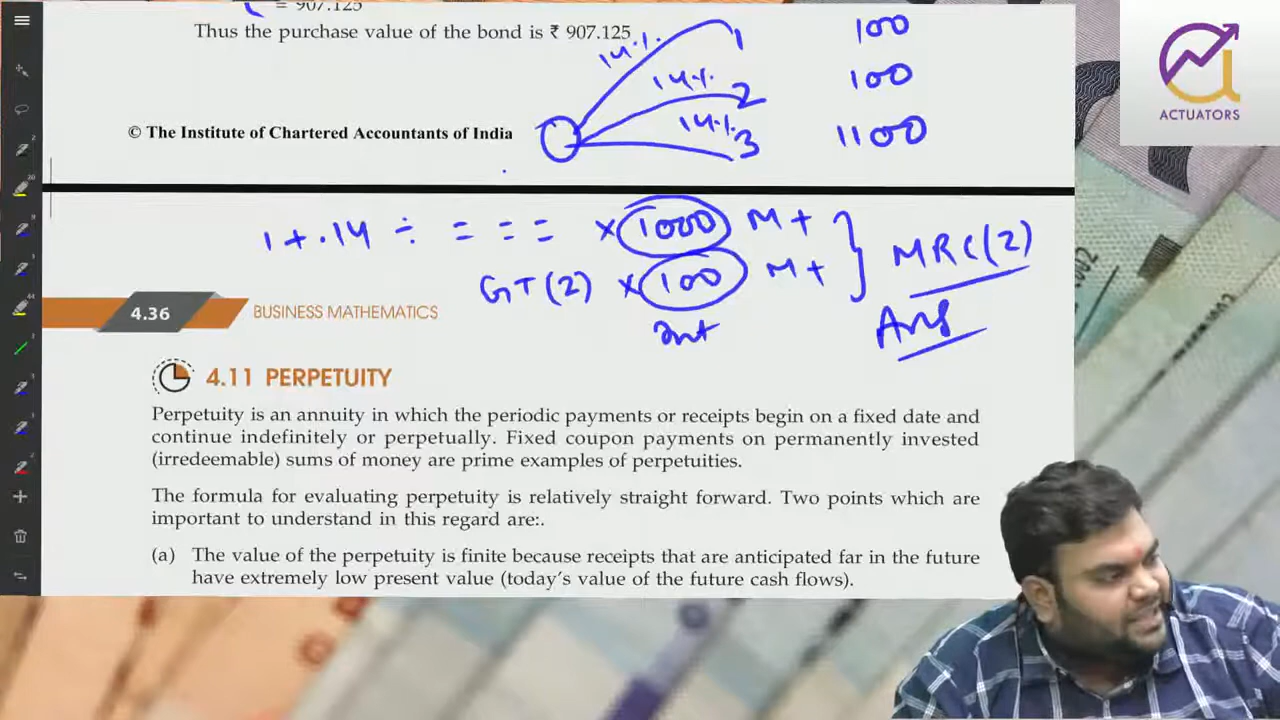 = 907.125
Thus the purchase value of the bond is ₹ 907.125
14%. 1 100
14%. 2 100
14%. 3 1100
ACTUATORS
© The Institute of Chartered Accountants of India
1 + .14 ÷ = = = × 1000 M+
GT(2) × 100 M+
MRC(2)
Int
Ans
4.36 BUSINESS MATHEMATICS
4.11 PERPETUITY
Perpetuity is an annuity in which the periodic payments or receipts begin on a fixed date and
continue indefinitely or perpetually. Fixed coupon payments on permanently invested
(irredeemable) sums of money are prime examples of perpetuities.
The formula for evaluating perpetuity is relatively straight forward. Two points which are
important to understand in this regard are:.
(a) The value of the perpetuity is finite because receipts that are anticipated far in the future
have extremely low present value (today's value of the future cash flows).